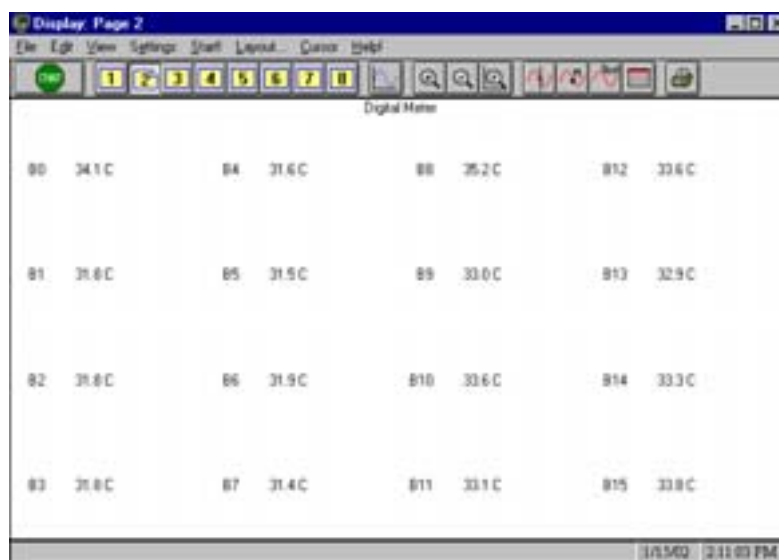 Display: Page 2
File Edit View Settings Start! Layout... Cursor Help!
1 2 3 4 5 6 7 8
Digital Meter
B0 34.1 C B4 31.6 C B8 35.2 C B12 33.6 C
B1 31.8 C B5 31.5 C B9 33.0 C B13 32.9 C
B2 31.8 C B6 31.9 C B10 33.6 C B14 33.3 C
B3 31.8 C B7 31.4 C B11 33.1 C B15 33.8 C
1/15/02 2:11:03 PM